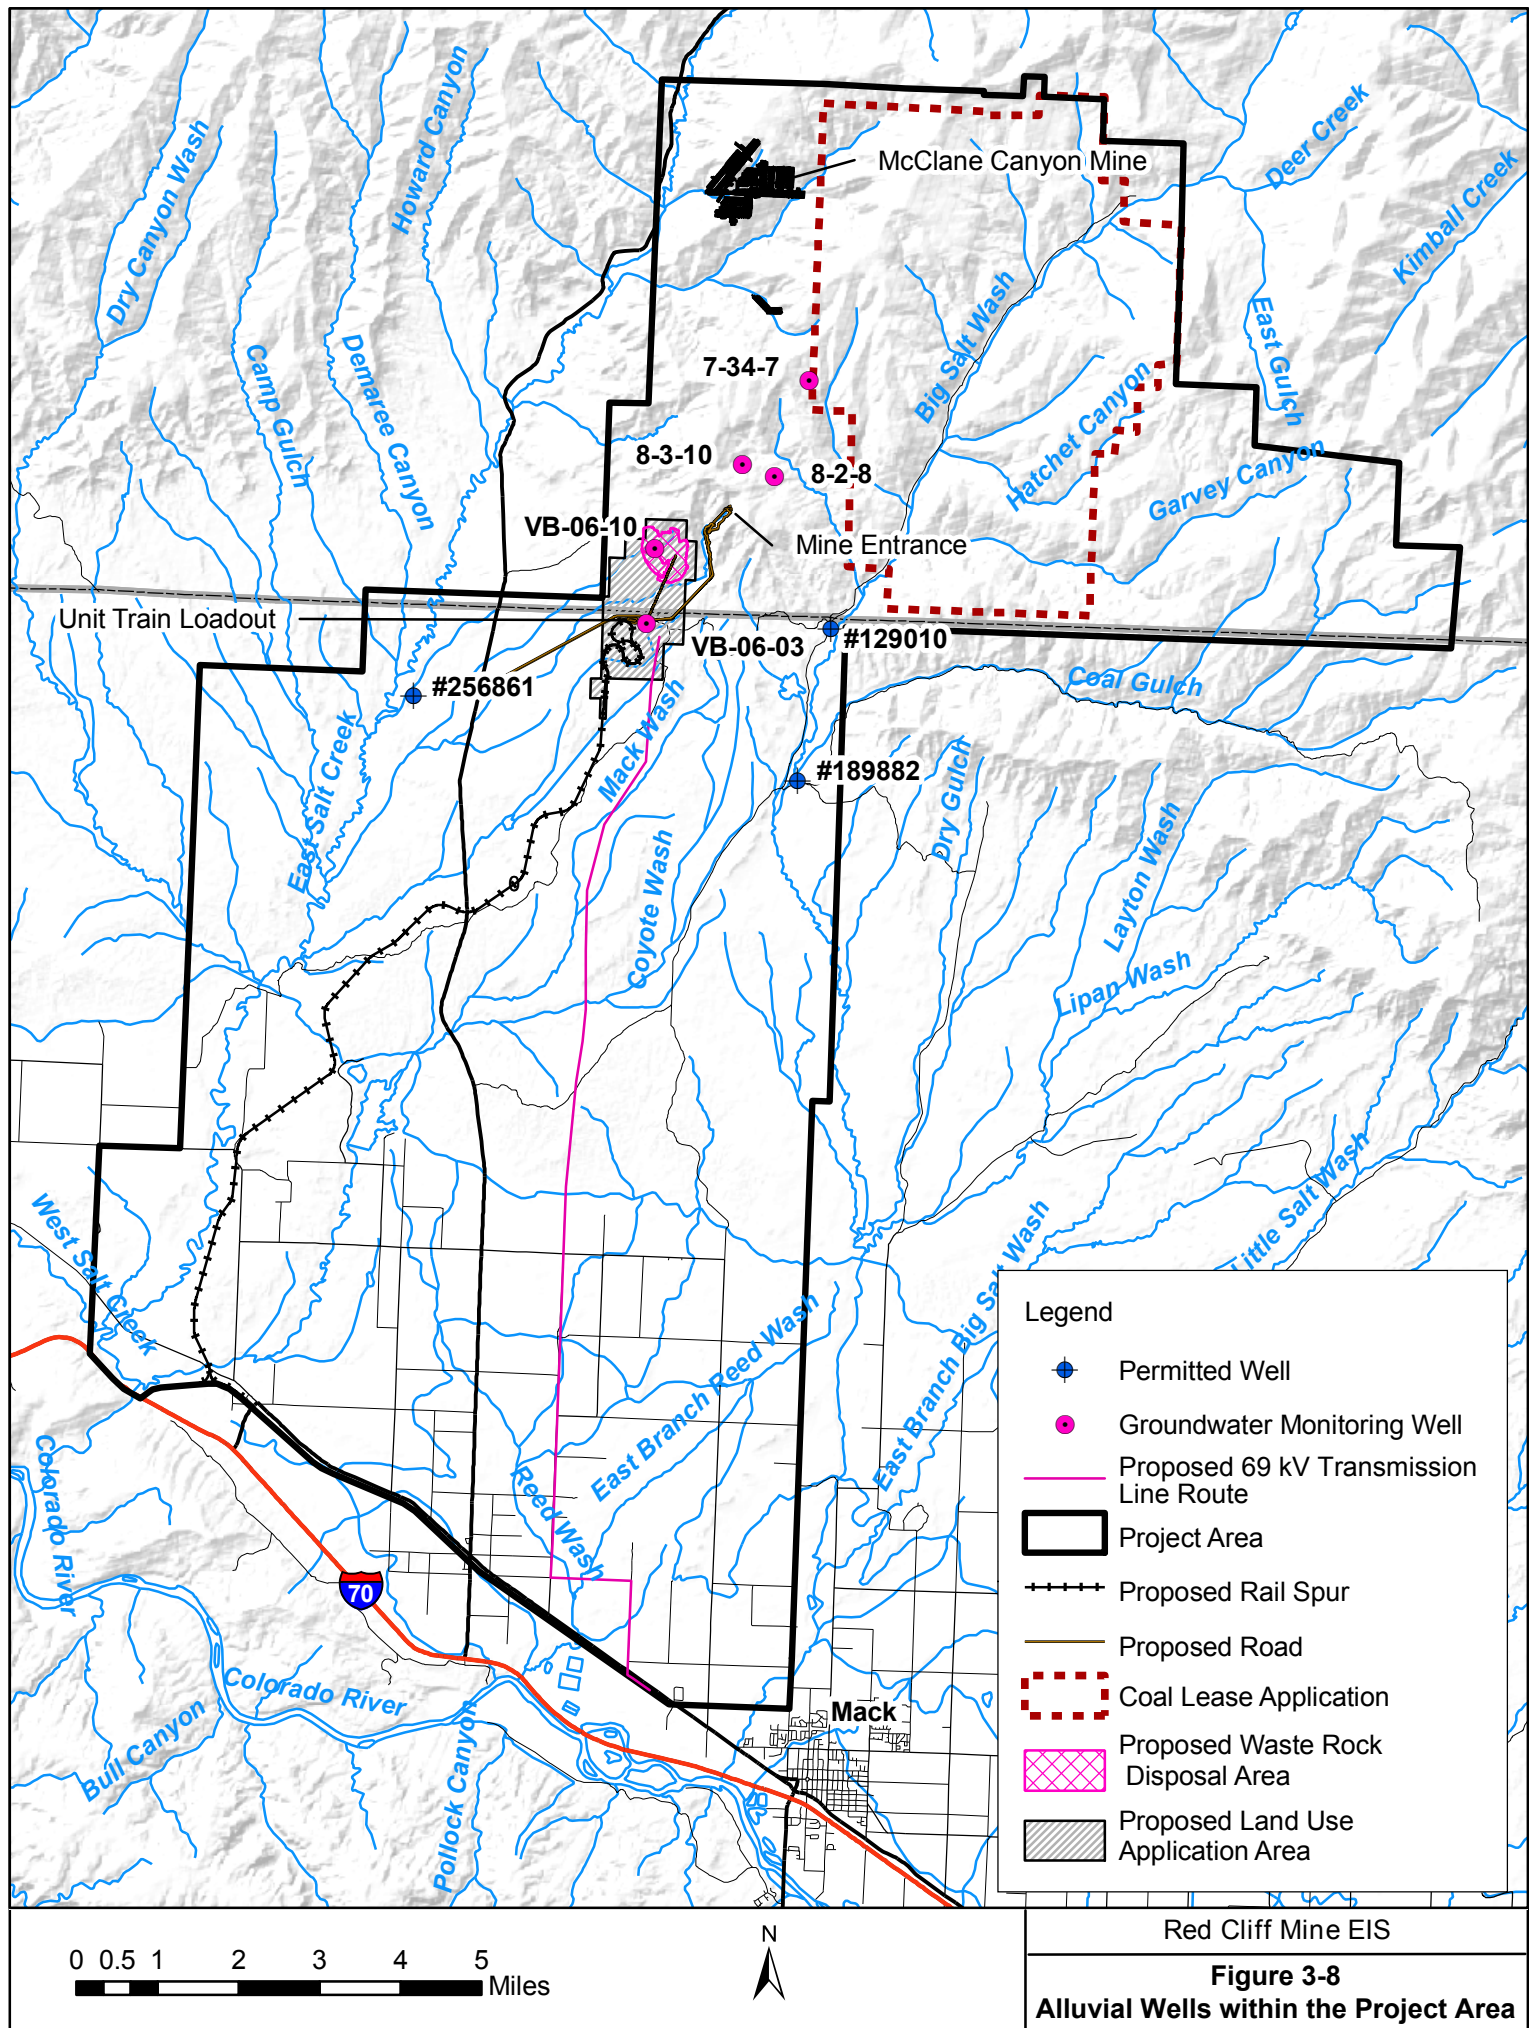 Dry Canyon Wash
Howard Canyon
McClane Canyon Mine
Deer Creek
Kimball Creek
Camp Gulch
Demaree Canyon
Big Salt Wash
East Gulch
7-34-7
Hatchet Canyon
8-3-10
8-2-8
Garvey Canyon
VB-06-10
Mine Entrance
Unit Train Loadout
VB-06-03
#129010
#256861
Coal Gulch
Mack Wash
East Salt Creek
#189882
Dry Gulch
Layton Wash
Coyote Wash
Lipan Wash
West Salt Creek
Little Salt Wash
East Branch Big Salt Wash
East Branch Reed Wash
Reed Wash
Colorado River
70
Colorado River
Bull Canyon
Pollock Canyon
Mack
Legend
Permitted Well
Groundwater Monitoring Well
Proposed 69 kV Transmission
Line Route
Project Area
Proposed Rail Spur
Proposed Road
Coal Lease Application
Proposed Waste Rock
Disposal Area
Proposed Land Use
Application Area
0 0.5 1 2 3 4 5
Miles
N
Red Cliff Mine EIS
Figure 3-8
Alluvial Wells within the Project Area